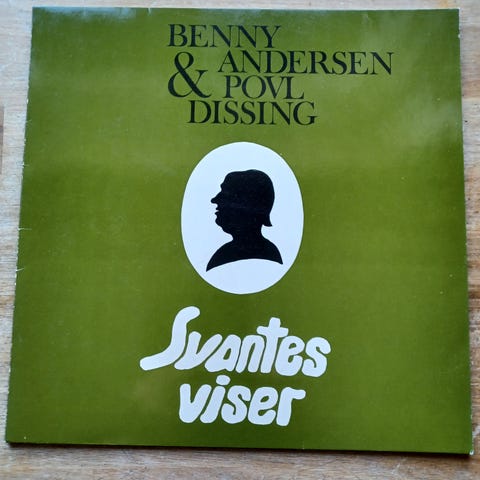 BENNY
ANDERSEN
& POVL
DISSING
Svantes
viser